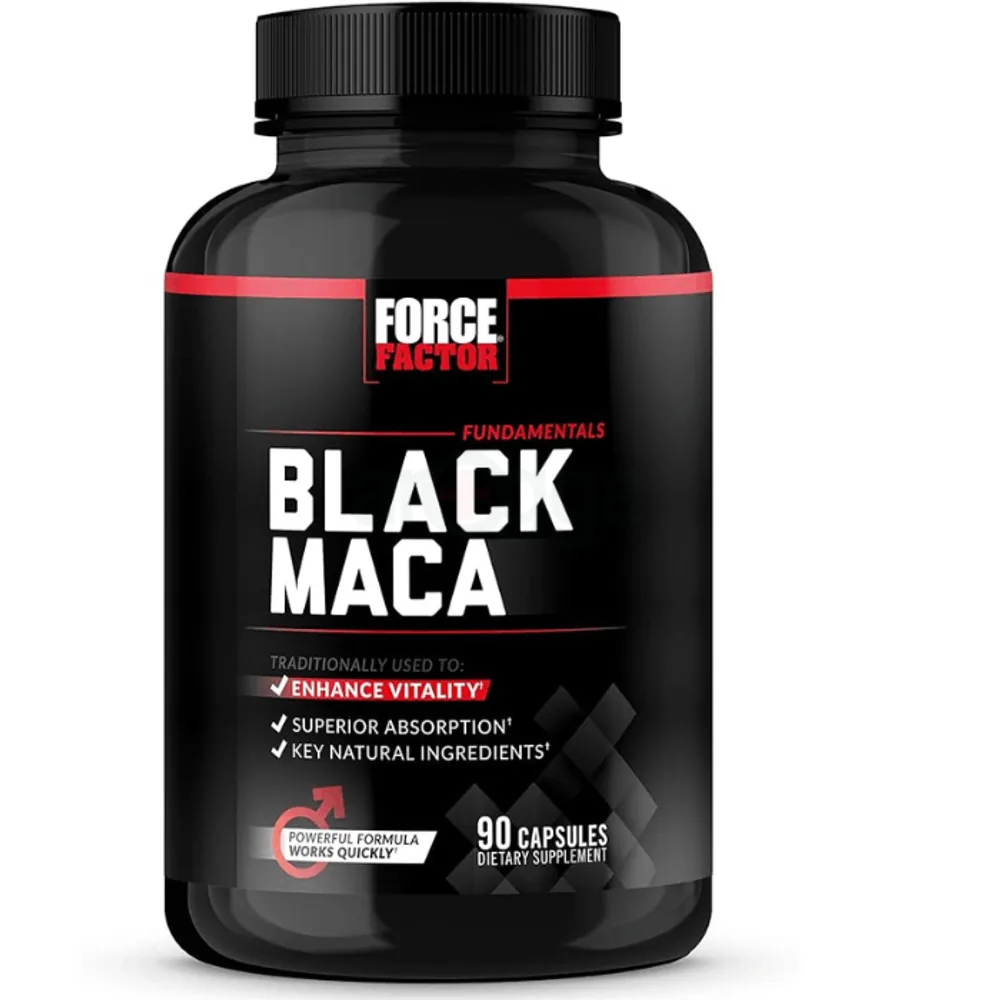 FORCE
FACTOR®
FUNDAMENTALS
BLACK
MACA
TRADITIONALLY USED TO:
ENHANCE VITALITY†
SUPERIOR ABSORPTION†
KEY NATURAL INGREDIENTS†
POWERFUL FORMULA
WORKS QUICKLY†
90 CAPSULES
DIETARY SUPPLEMENT